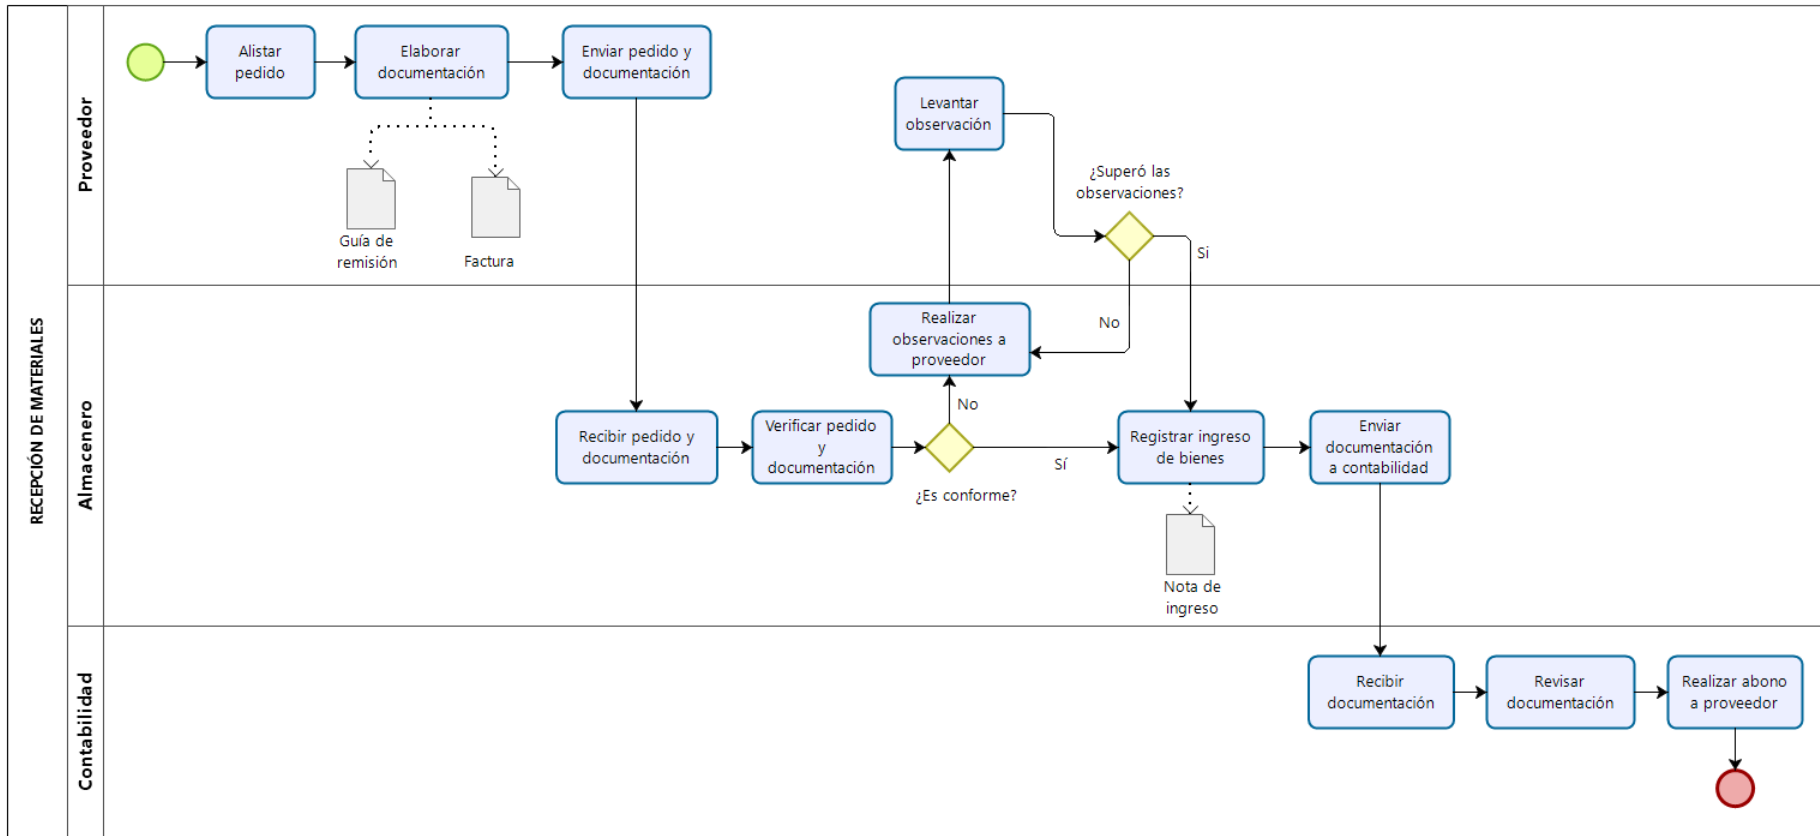 RECEPCIÓN DE MATERIALES
Proveedor
Alistar
pedido
Elaborar
documentación
Enviar pedido y
documentación
Guía de
remisión
Factura
Levantar
observación
¿Superó las
observaciones?
Si
No
Almacenero
Realizar
observaciones a
proveedor
No
Recibir pedido y
documentación
Verificar pedido
y
documentación
¿Es conforme?
Sí
Registrar ingreso
de bienes
Enviar
documentación
a contabilidad
Nota de
ingreso
Contabilidad
Recibir
documentación
Revisar
documentación
Realizar abono
a proveedor